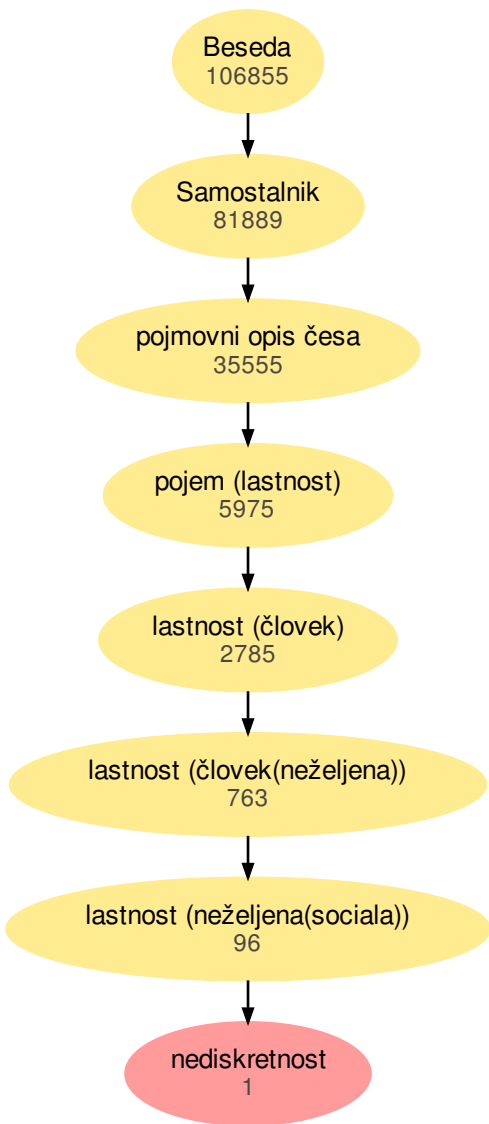 Beseda
106855
Samostalnik
81889
pojmovni opis česa
35555
pojem (lastnost)
5975
lastnost (človek)
2785
lastnost (človek(neželjena))
763
lastnost (neželjena(sociala))
96
nediskretnost
1